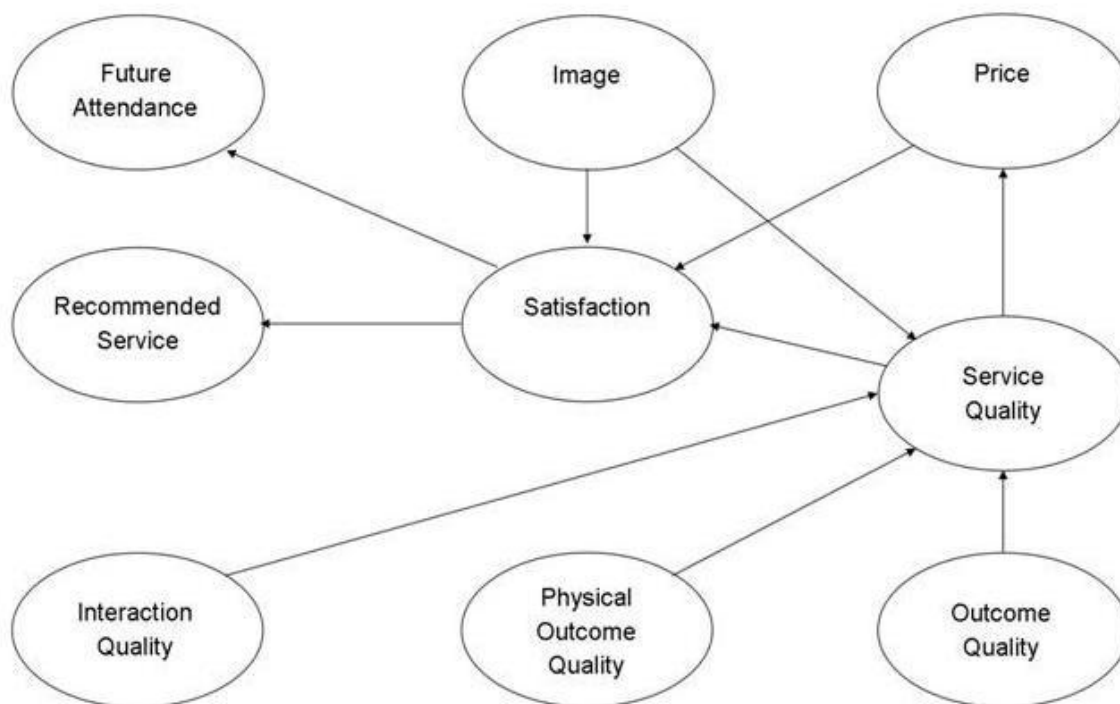 Future
Attendance
Image
Price
Recommended
Service
Satisfaction
Service
Quality
Interaction
Quality
Physical
Outcome
Quality
Outcome
Quality